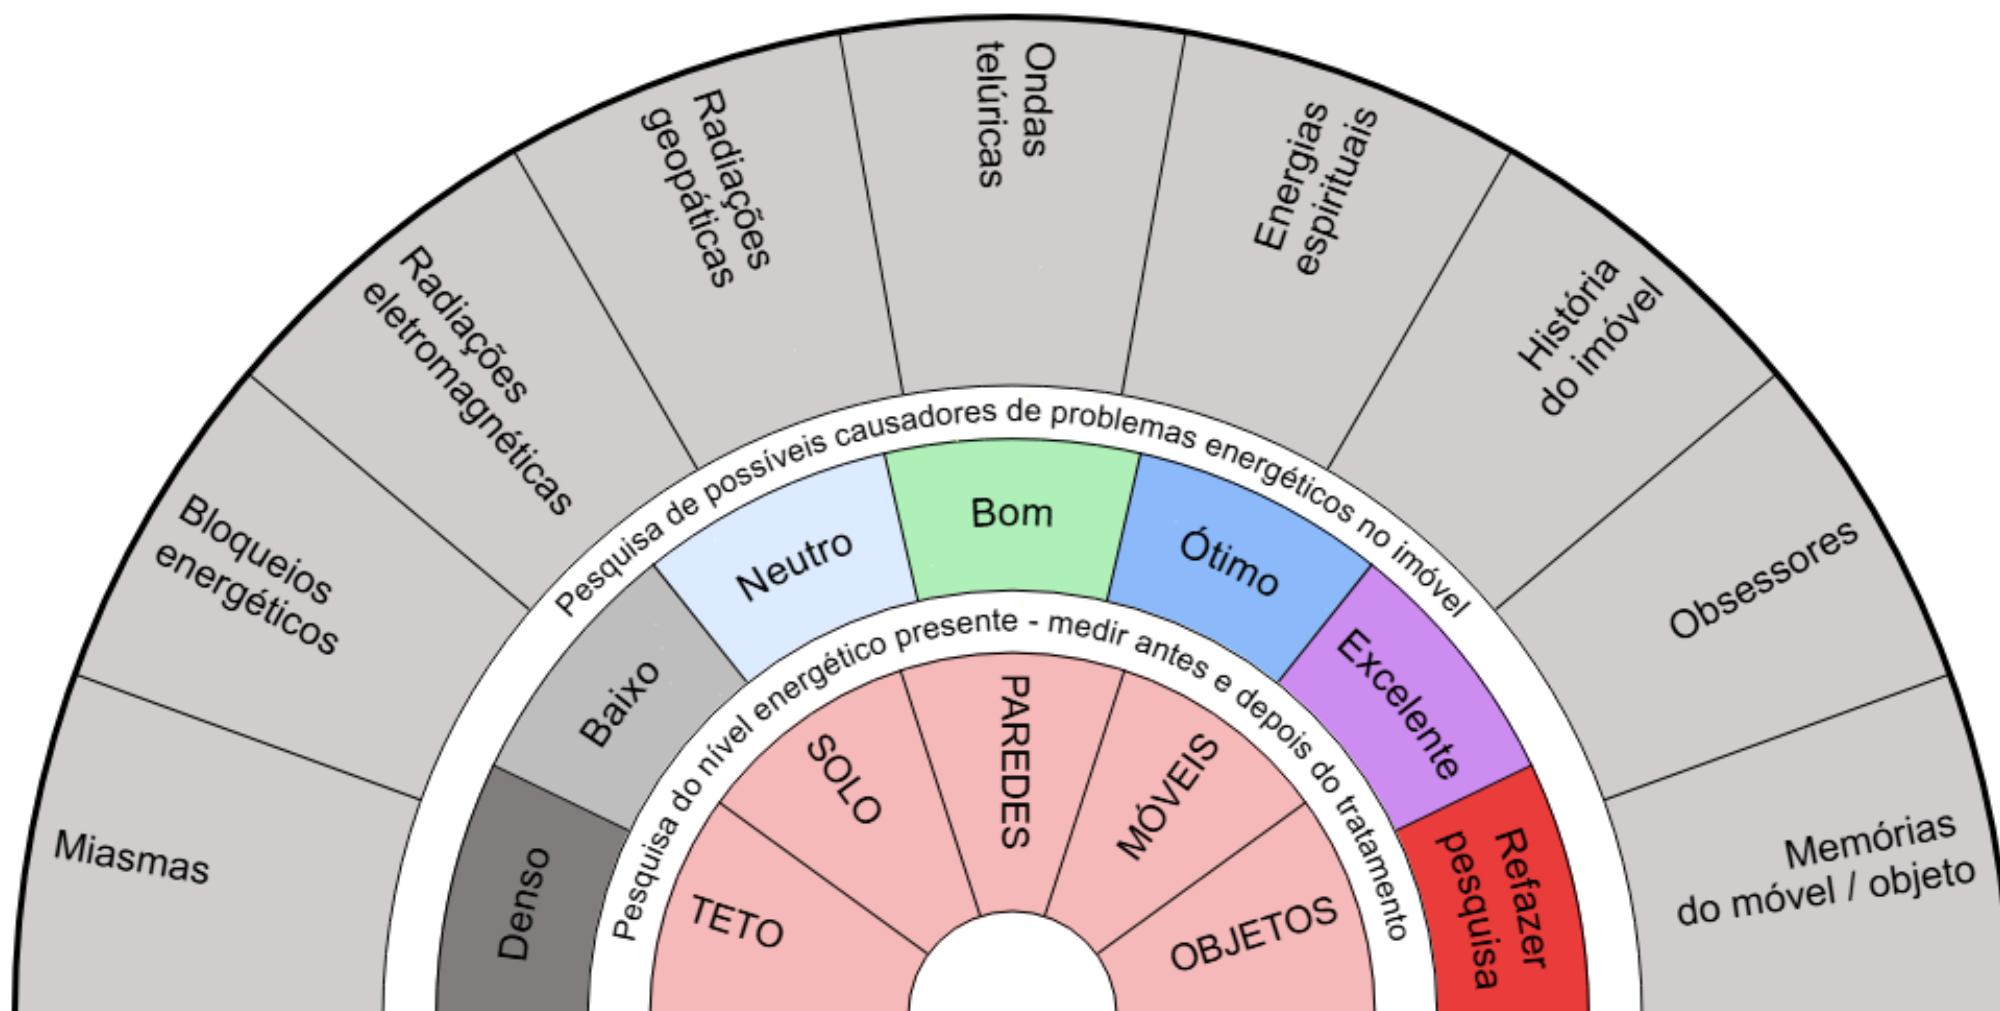 Miasmas
Bloqueios
energéticos
Radiações
eletromagnéticas
Radiações
geopáticas
Ondas
telúricas
Energias
espirituais
História
do imóvel
Obsessores
Memórias
do móvel / objeto
Pesquisa de possíveis causadores de problemas energéticos no imóvel
Denso
Baixo
Neutro
Bom
Ótimo
Excelente
Refazer
pesquisa
Pesquisa do nível energético presente - medir antes e depois do tratamento
TETO
SOLO
PAREDES
MÓVEIS
OBJETOS